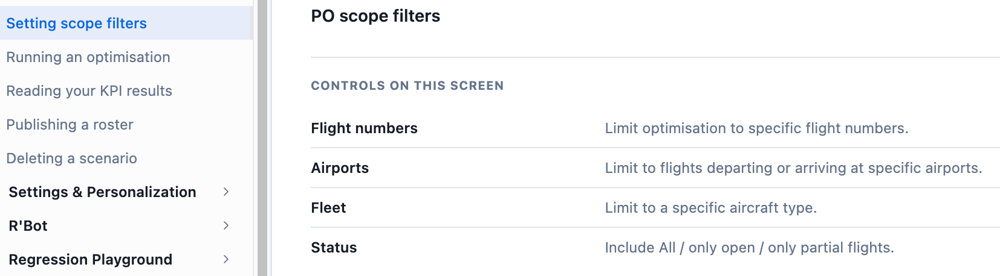 Setting scope filters
Running an optimisation
Reading your KPI results
Publishing a roster
Deleting a scenario
Settings & Personalization
R'Bot
Regression Playground
PO scope filters
CONTROLS ON THIS SCREEN
Flight numbers Limit optimisation to specific flight numbers.
Airports Limit to flights departing or arriving at specific airports.
Fleet Limit to a specific aircraft type.
Status Include All / only open / only partial flights.